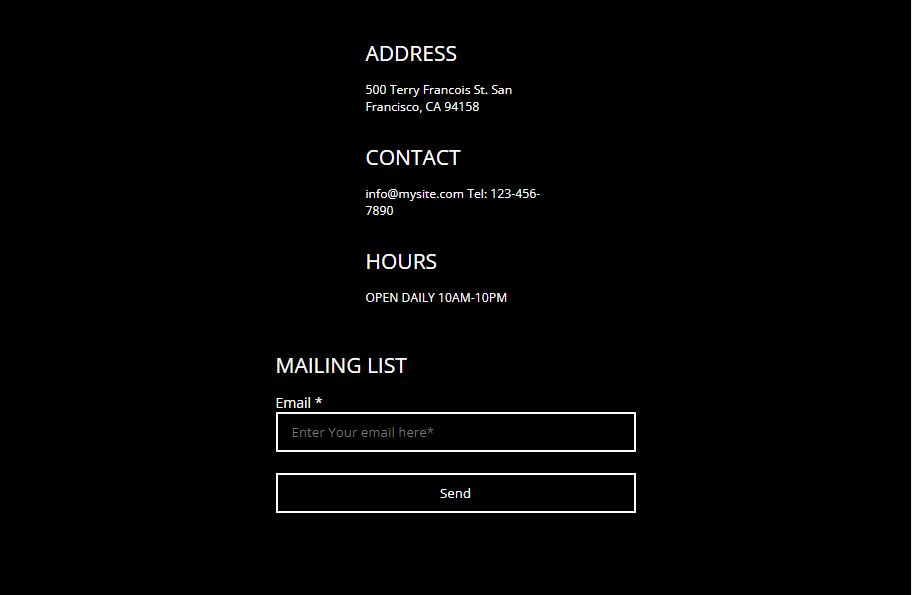 ADDRESS
500 Terry Francois St. San
Francisco, CA 94158
CONTACT
info@mysite.com Tel: 123-456-
7890
HOURS
OPEN DAILY 10AM-10PM
MAILING LIST
Email *
Enter Your email here*
Send